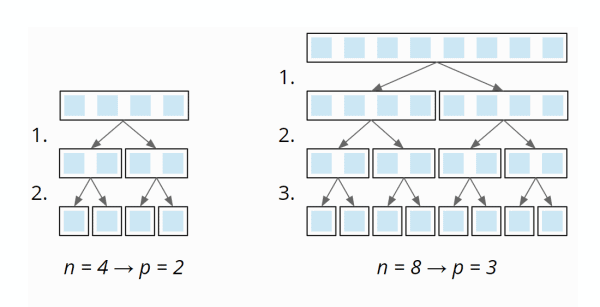 1.
2.
n = 4 → p = 2
1.
2.
3.
n = 8 → p = 3